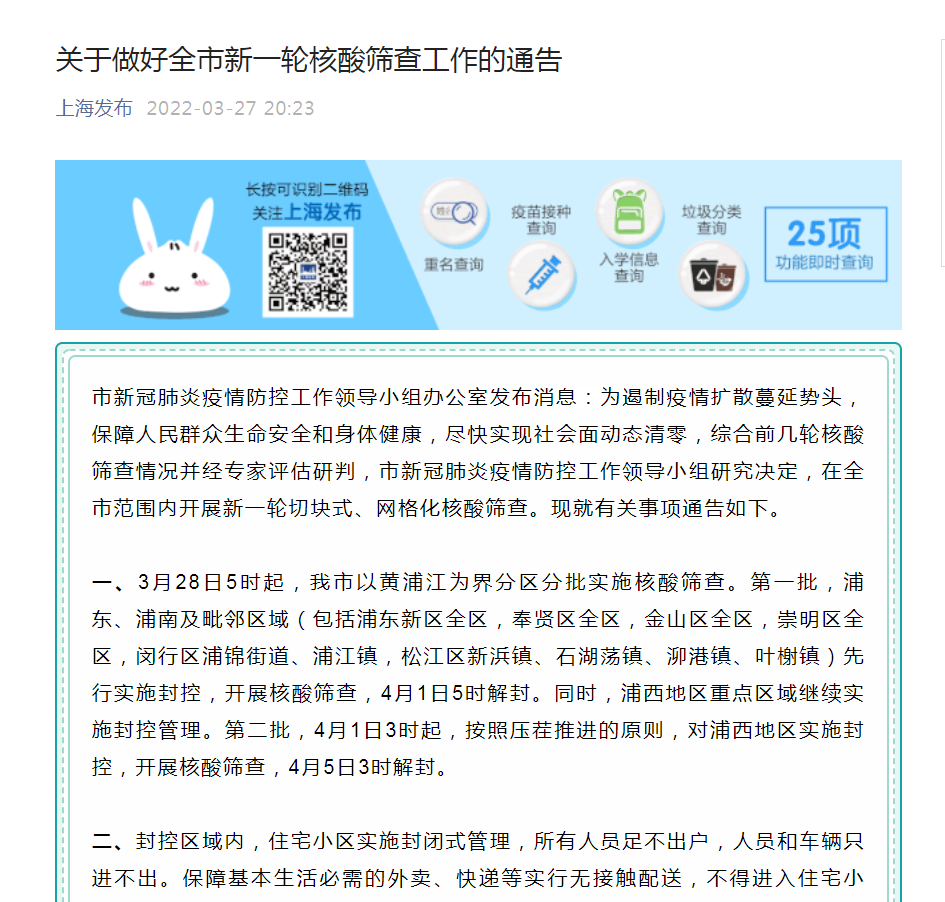 关于做好全市新一轮核酸筛查工作的通告
上海发布 2022-03-27 20:23
长按可识别二维码
关注上海发布
重名查询
疫苗接种
查询
入学信息
查询
垃圾分类
查询
25项
功能即时查询
市新冠肺炎疫情防控工作领导小组办公室发布消息：为遏制疫情扩散蔓延势头，
保障人民群众生命安全和身体健康，尽快实现社会面动态清零，综合前几轮核酸
筛查情况并经专家评估研判，市新冠肺炎疫情防控工作领导小组研究决定，在全
市范围内开展新一轮切块式、网格化核酸筛查。现就有关事项通告如下。
一、3月28日5时起，我市以黄浦江为界分区分批实施核酸筛查。第一批，浦
东、浦南及毗邻区域（包括浦东新区全区，奉贤区全区，金山区全区，崇明区全
区，闵行区浦锦街道、浦江镇，松江区新浜镇、石湖荡镇、泖港镇、叶榭镇）先
行实施封控，开展核酸筛查，4月1日5时解封。同时，浦西地区重点区域继续实
施封控管理。第二批，4月1日3时起，按照压茬推进的原则，对浦西地区实施封
控，开展核酸筛查，4月5日3时解封。
二、封控区域内，住宅小区实施封闭式管理，所有人员足不出户，人员和车辆只
进不出。保障基本生活必需的外卖、快递等实行无接触配送，不得进入住宅小